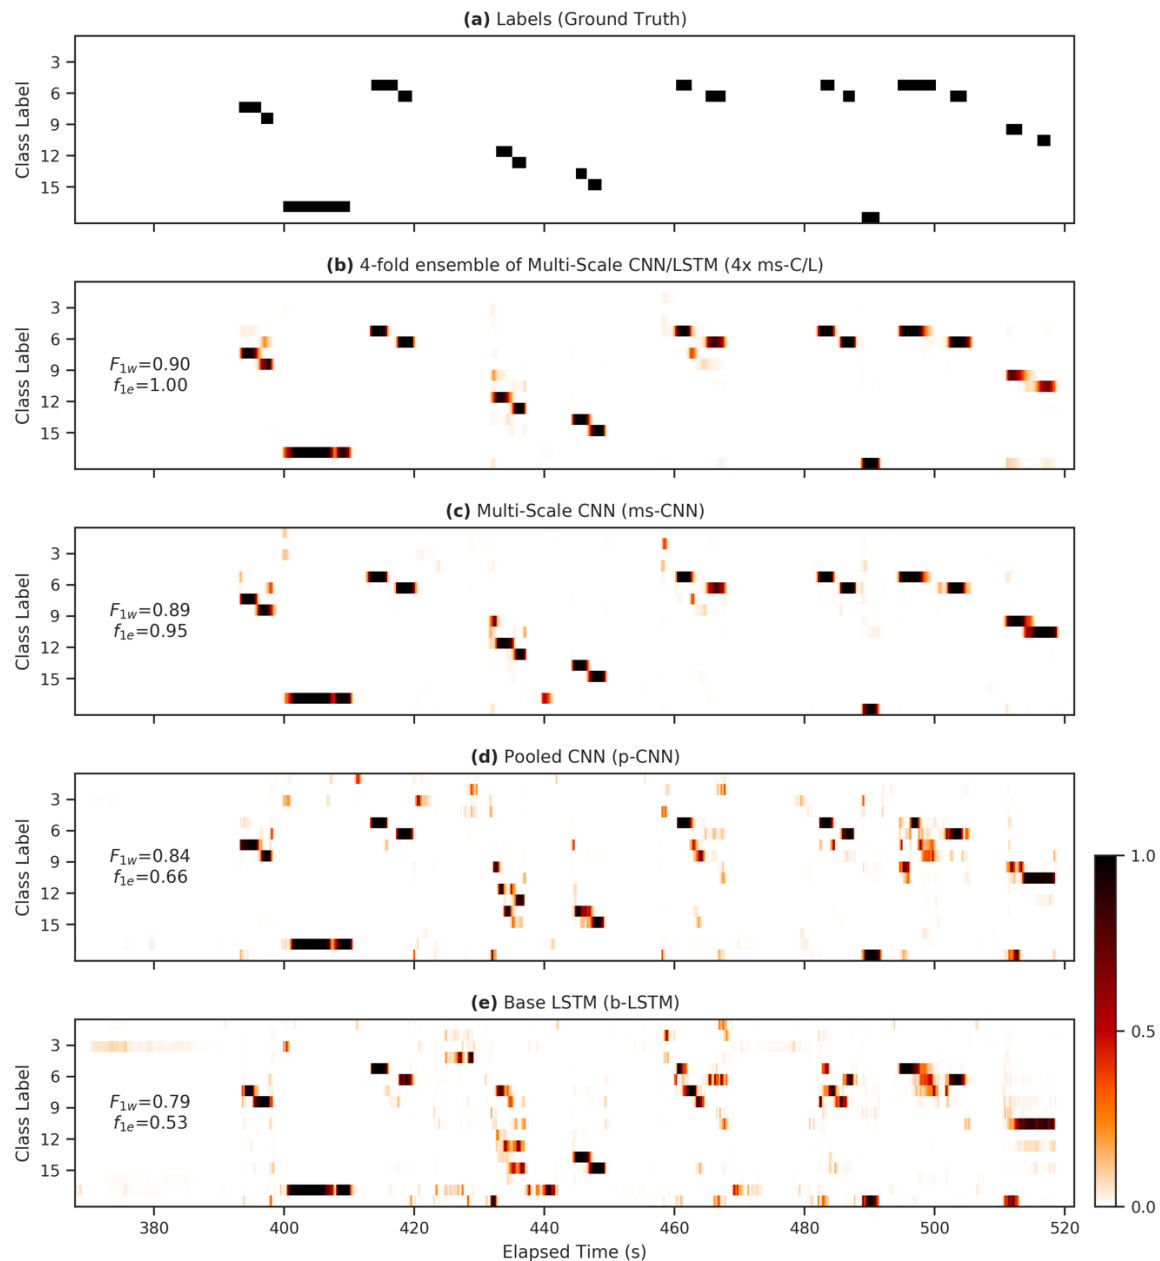 (a) Labels (Ground Truth)
Class Label
3
6
9
12
15
(b) 4-fold ensemble of Multi-Scale CNN/LSTM (4x ms-C/L)
Class Label
3
6
9
12
15
F1w=0.90
f1e=1.00
(c) Multi-Scale CNN (ms-CNN)
Class Label
3
6
9
12
15
F1w=0.89
f1e=0.95
(d) Pooled CNN (p-CNN)
Class Label
3
6
9
12
15
F1w=0.84
f1e=0.66
(e) Base LSTM (b-LSTM)
Class Label
3
6
9
12
15
F1w=0.79
f1e=0.53
380 400 420 440 460 480 500 520
Elapsed Time (s)
1.0
0.5
0.0